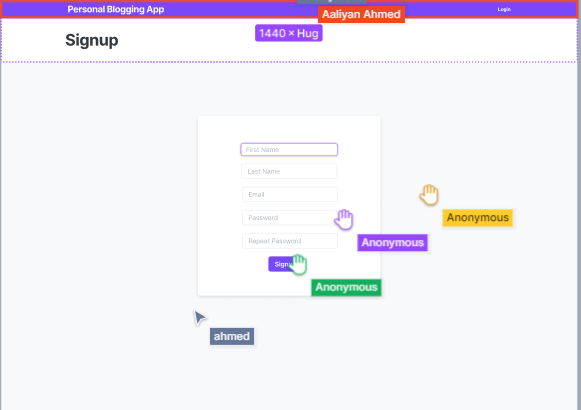 Personal Blogging App
Login
Aaliyan Ahmed
1440 × Hug
Signup
First Name
Last Name
Email
Password
Repeat Password
Sign
Anonymous
Anonymous
Anonymous
ahmed